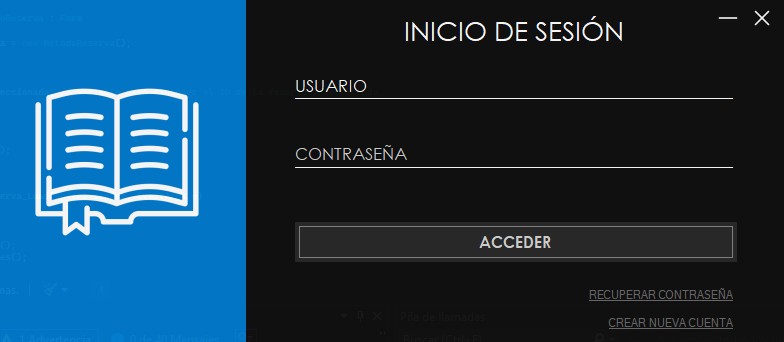 INICIO DE SESIÓN
USUARIO
CONTRASEÑA
ACCEDER
RECUPERAR CONTRASEÑA
CREAR NUEVA CUENTA